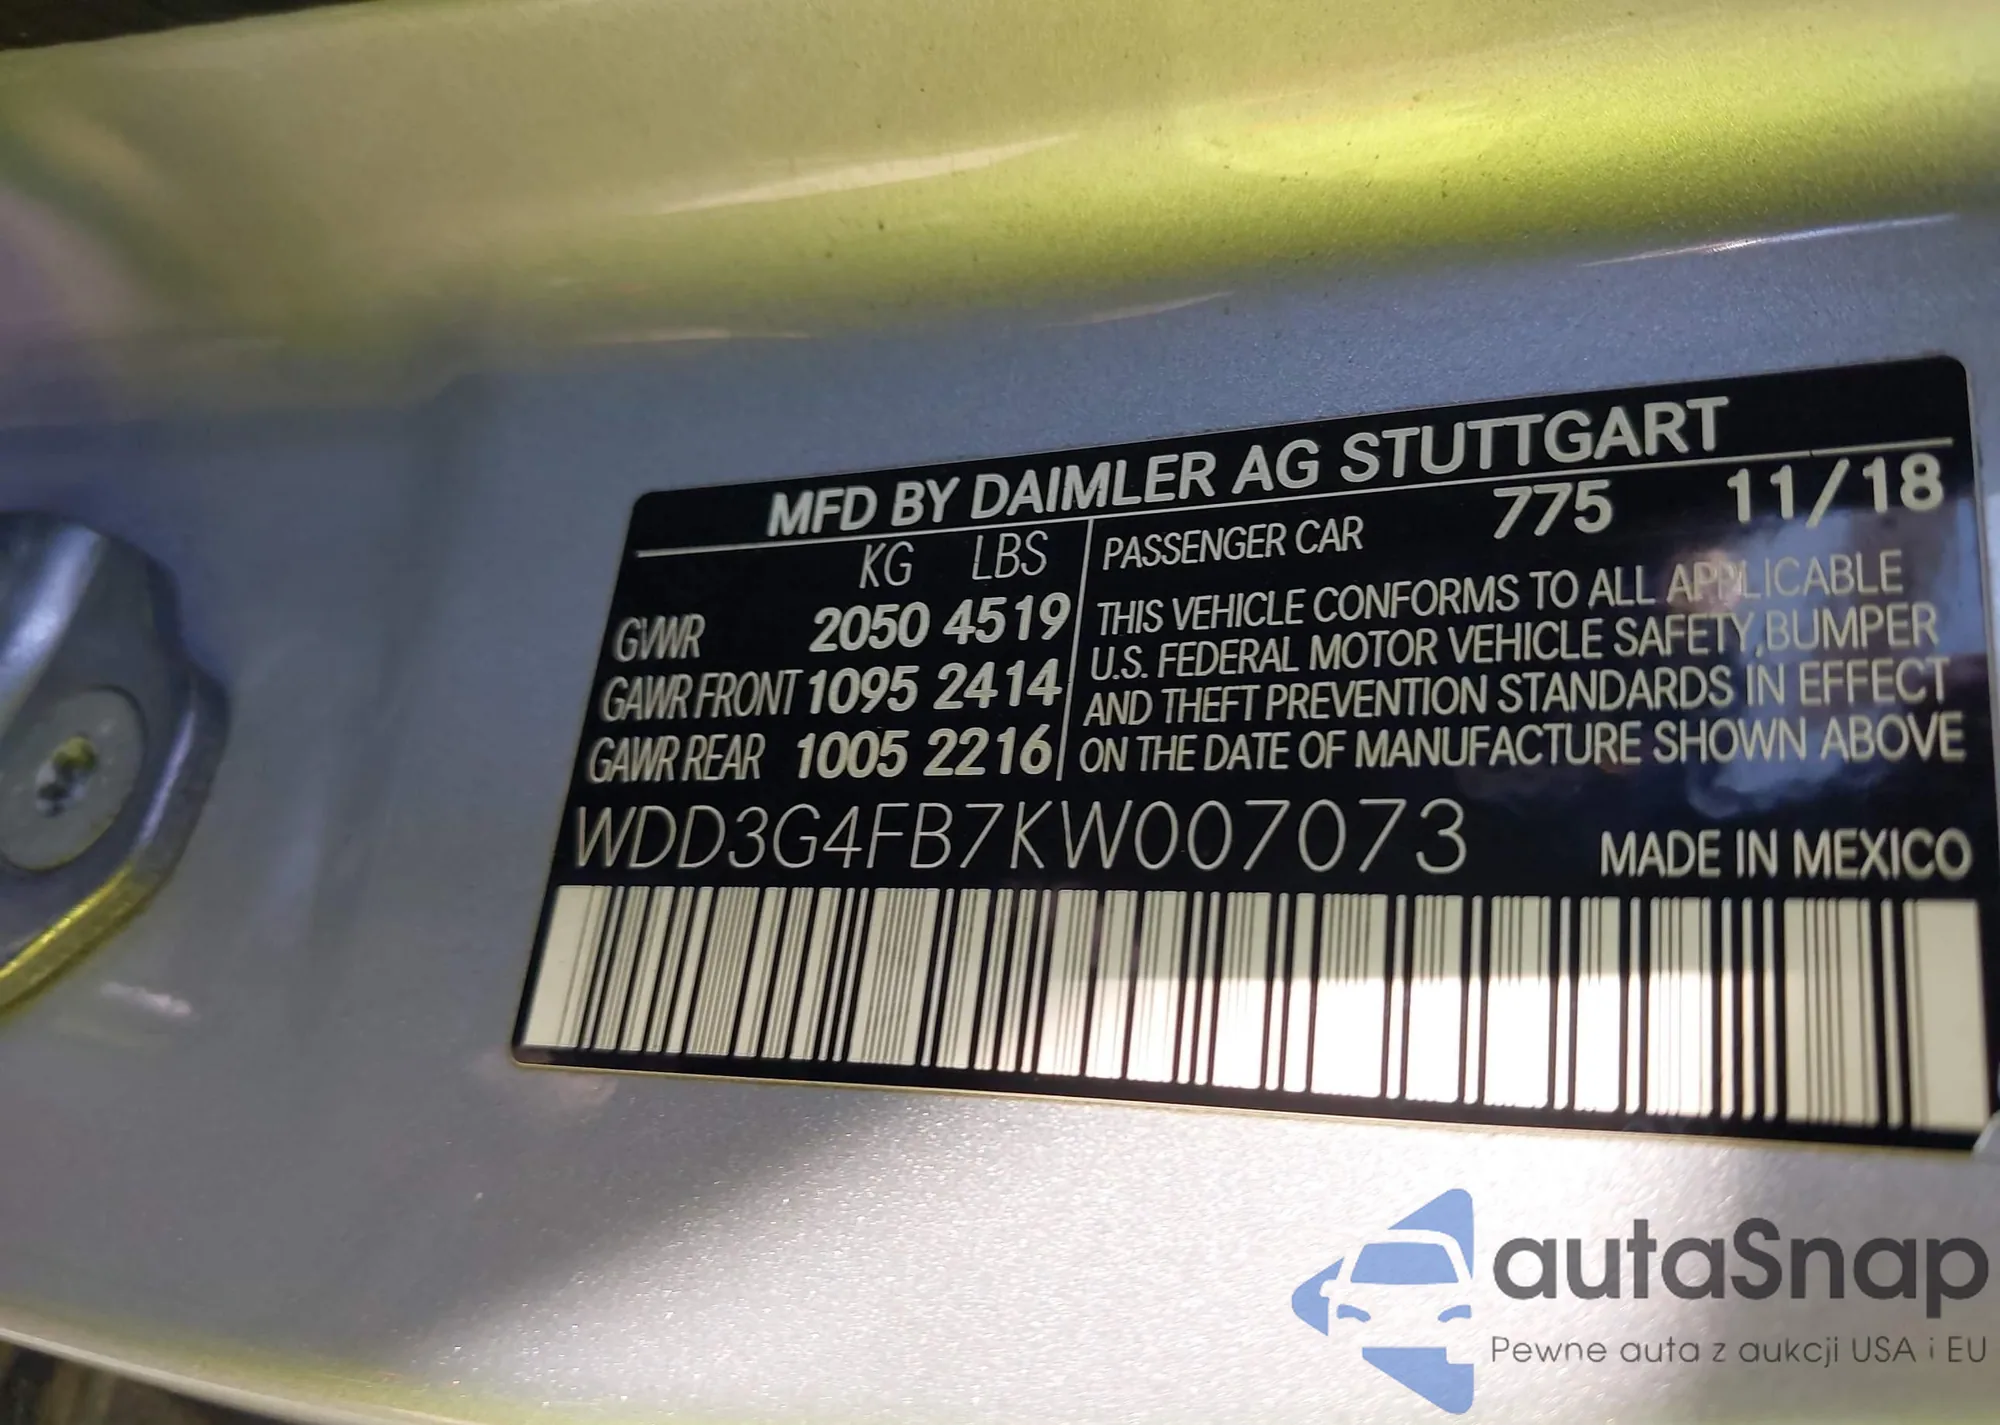 MFD BY DAIMLER AG STUTTGART
KG LBS
GVWR 2050 4519
GAWR FRONT 1095 2414
GAWR REAR 1005 2216
PASSENGER CAR 775 11/18
THIS VEHICLE CONFORMS TO ALL APPLICABLE
U.S. FEDERAL MOTOR VEHICLE SAFETY, BUMPER
AND THEFT PREVENTION STANDARDS IN EFFECT
ON THE DATE OF MANUFACTURE SHOWN ABOVE
WDD3G4FB7KW007073
MADE IN MEXICO
autaSnap
Pewne auta z aukcji USA i EU